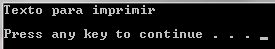 Texto para imprimir
Press any key to continue . . . _